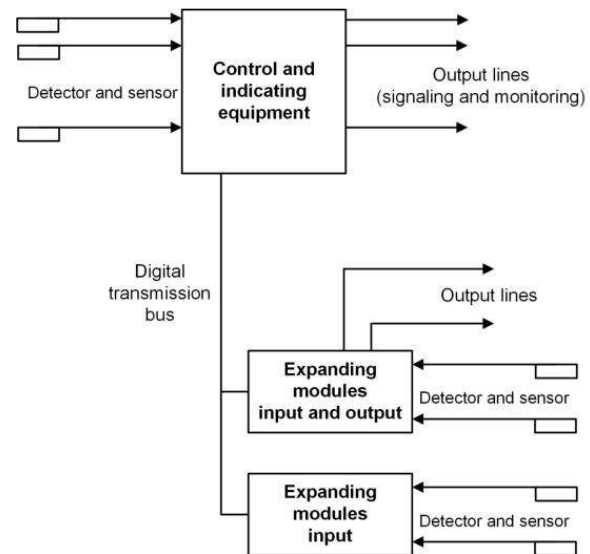 Control and
indicating
equipment
Detector and sensor
Output lines
(signaling and monitoring)
Digital
transmission
bus
Output lines
Expanding
modules
input and output
Detector and sensor
Expanding
modules
input
Detector and sensor